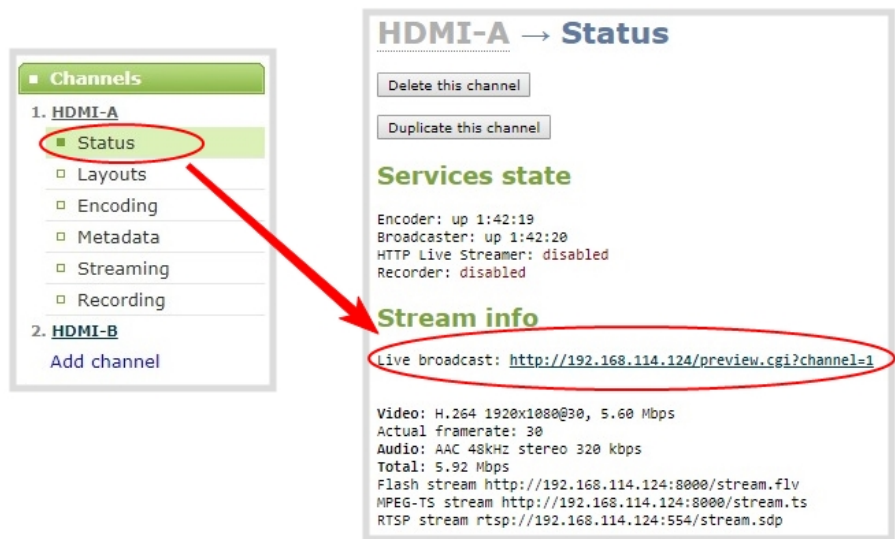 Channels
1. HDMI-A
Status
Layouts
Encoding
Metadata
Streaming
Recording
2. HDMI-B
Add channel
HDMI-A → Status
Delete this channel
Duplicate this channel
Services state
Encoder: up 1:42:19
Broadcaster: up 1:42:20
HTTP Live Streamer: disabled
Recorder: disabled
Stream info
Live broadcast: http://192.168.114.124/preview.cgi?channel=1
Video: H.264 1920x1080@30, 5.60 Mbps
Actual framerate: 30
Audio: AAC 48kHz stereo 320 kbps
Total: 5.92 Mbps
Flash stream http://192.168.114.124:8000/stream.flv
MPEG-TS stream http://192.168.114.124:8000/stream.ts
RTSP stream rtsp://192.168.114.124:554/stream.sdp